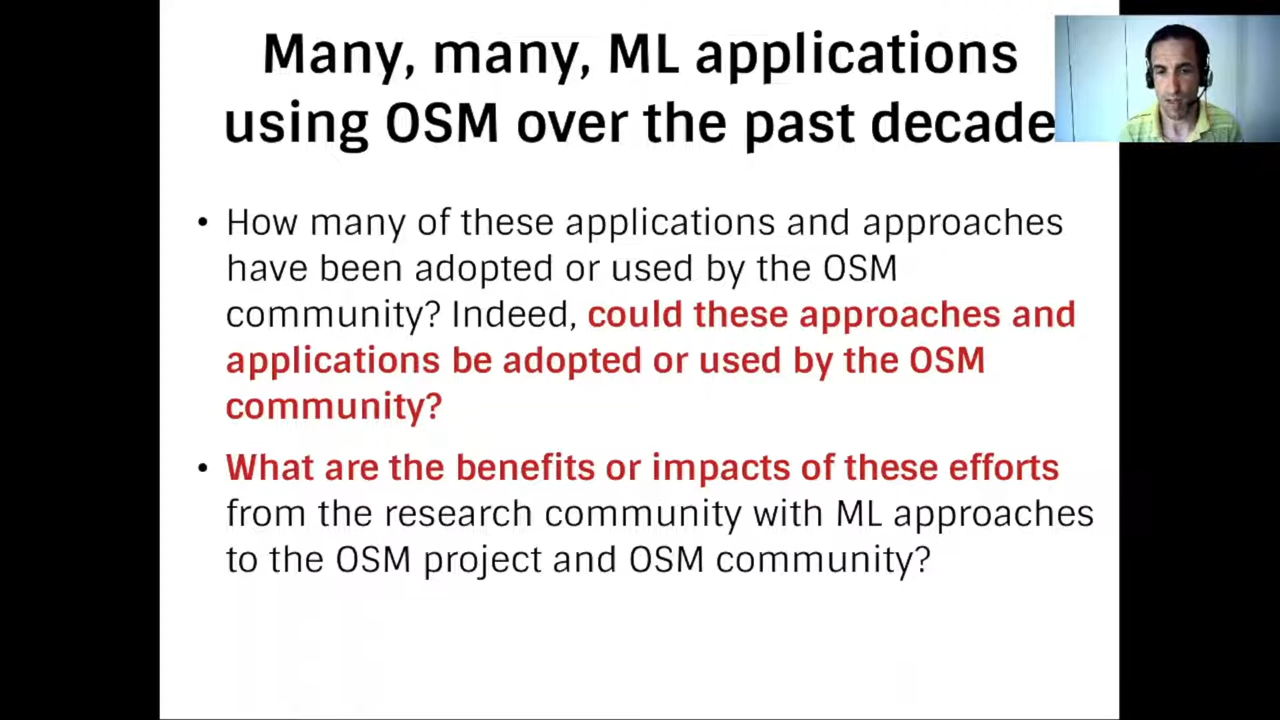 Many, many, ML applications
using OSM over the past decade
• How many of these applications and approaches
have been adopted or used by the OSM
community? Indeed, could these approaches and
applications be adopted or used by the OSM
community?
• What are the benefits or impacts of these efforts
from the research community with ML approaches
to the OSM project and OSM community?